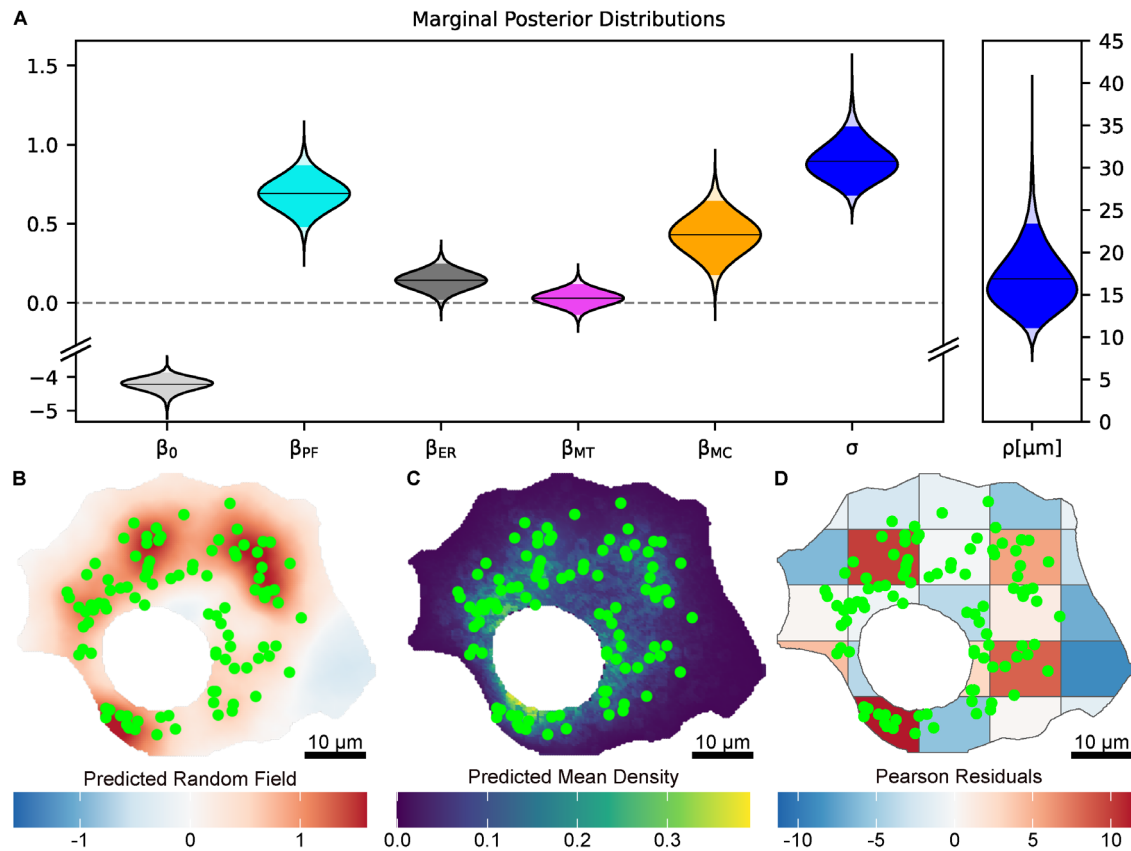 A
Marginal Posterior Distributions
1.5
1.0
0.5
0.0
−4
−5
45
40
35
30
25
20
15
10
5
0
β0 βPF βER βMT βMC σ ρ[μm]
B C D
10 μm 10 μm 10 μm
Predicted Random Field Predicted Mean Density Pearson Residuals
-1 0 1 0.0 0.1 0.2 0.3 -10 -5 0 5 10